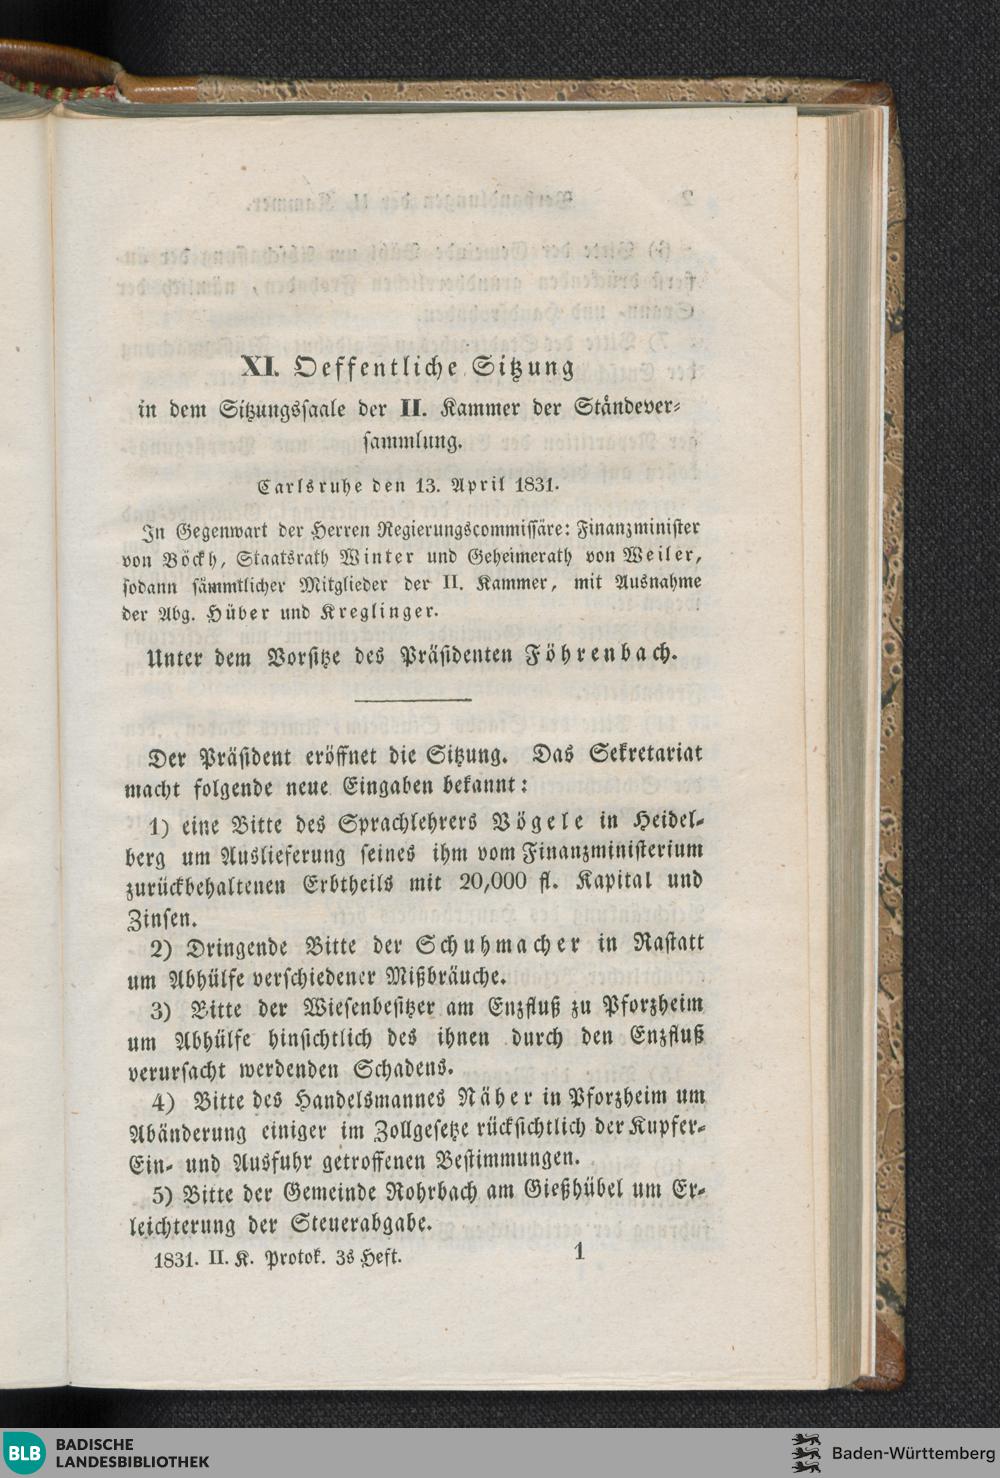 XI. Oeffentliche Sitzung
in dem Sitzungssaale der II. Kammer der Ständever-
sammlung.
Carlsruhe den 13. April 1831.
In Gegenwart der Herren Regierungscommissäre: Finanzminister
von Böckh, Staatsrath Winter und Geheimerath von Weiler,
sodann sämmtlicher Mitglieder der II. Kammer, mit Ausnahme
der Abg. Hüber und Kreglinger.
Unter dem Vorsitze des Präsidenten Föhrenbach.
Der Präsident eröffnet die Sitzung. Das Sekretariat
macht folgende neue Eingaben bekannt:
1) eine Bitte des Sprachlehrers Vögele in Heidel-
berg um Auslieferung seines ihm vom Finanzministerium
zurückbehaltenen Erbtheils mit 20,000 fl. Kapital und
Zinsen.
2) Dringende Bitte der Schuhmacher in Rastatt
um Abhülfe verschiedener Mißbräuche.
3) Bitte der Wiesenbesitzer am Enzfluß zu Pforzheim
um Abhülfe hinsichtlich des ihnen durch den Enzfluß
verursacht werdenden Schadens.
4) Bitte des Handelsmannes Näher in Pforzheim um
Abänderung einiger im Zollgesetze rücksichtlich der Kupfer-
Ein- und Ausfuhr getroffenen Bestimmungen.
5) Bitte der Gemeinde Rohrbach am Gießhübel um Er-
leichterung der Steuerabgabe.
1831. II. K. Protok. 3s Heft. 1
BLB BADISCHE
LANDESBIBLIOTHEK
Baden-Württemberg